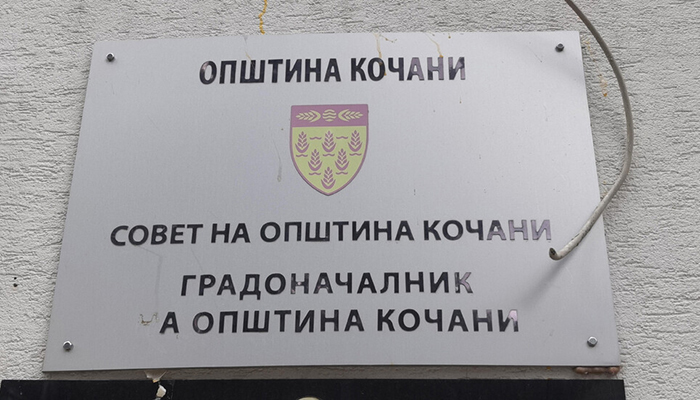 ОПШТИНА КОЧАНИ
СОВЕТ НА ОПШТИНА КОЧАНИ
ГРАДОНАЧАЛНИК
А ОПШТИНА КОЧАНИ